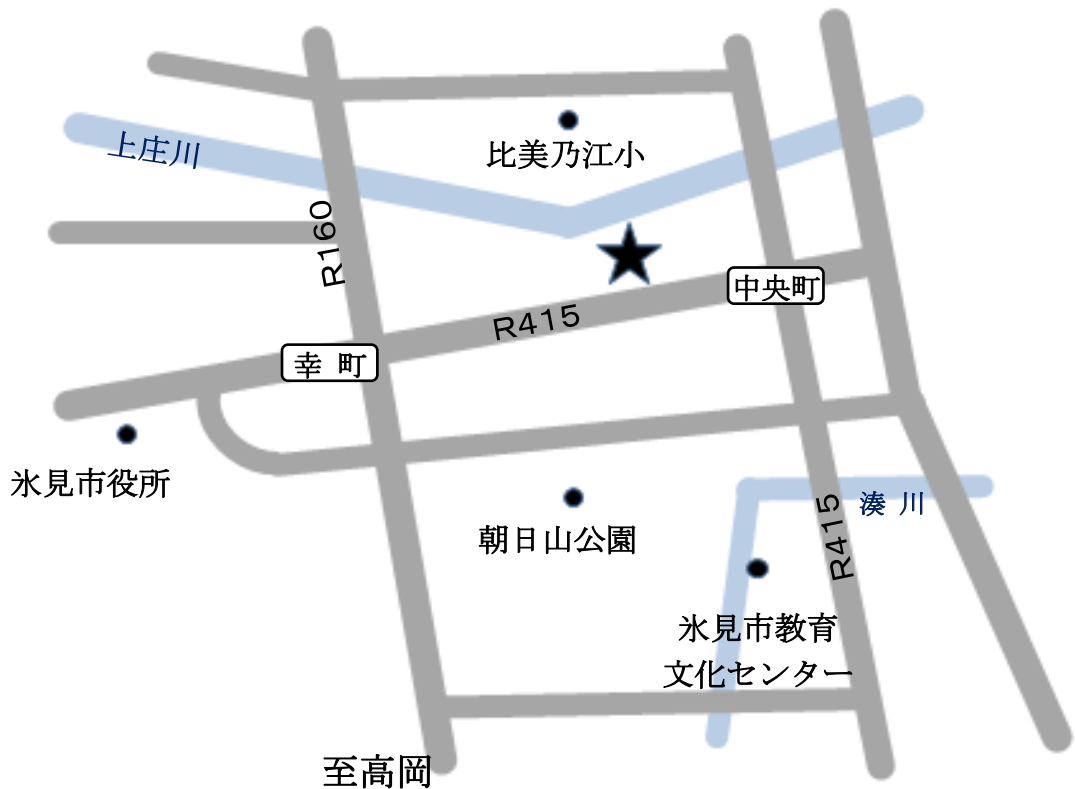 上庄川
比美乃江小
R160
中央町
R415
幸 町
氷見市役所
湊 川
R415
朝日山公園
氷見市教育
文化センター
至高岡